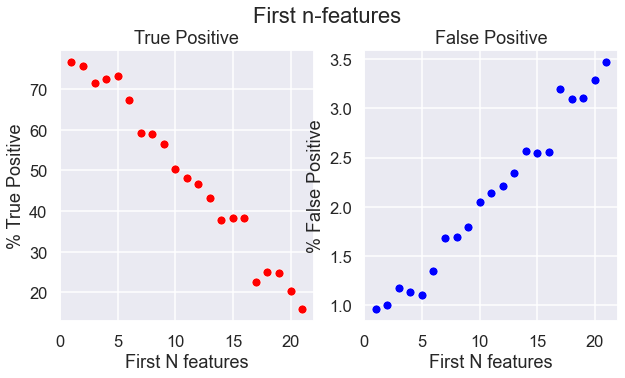 First n-features
True Positive
% True Positive
70
60
50
40
30
20
0 5 10 15 20
First N features
False Positive
% False Positive
3.5
3.0
2.5
2.0
1.5
1.0
0 5 10 15 20
First N features